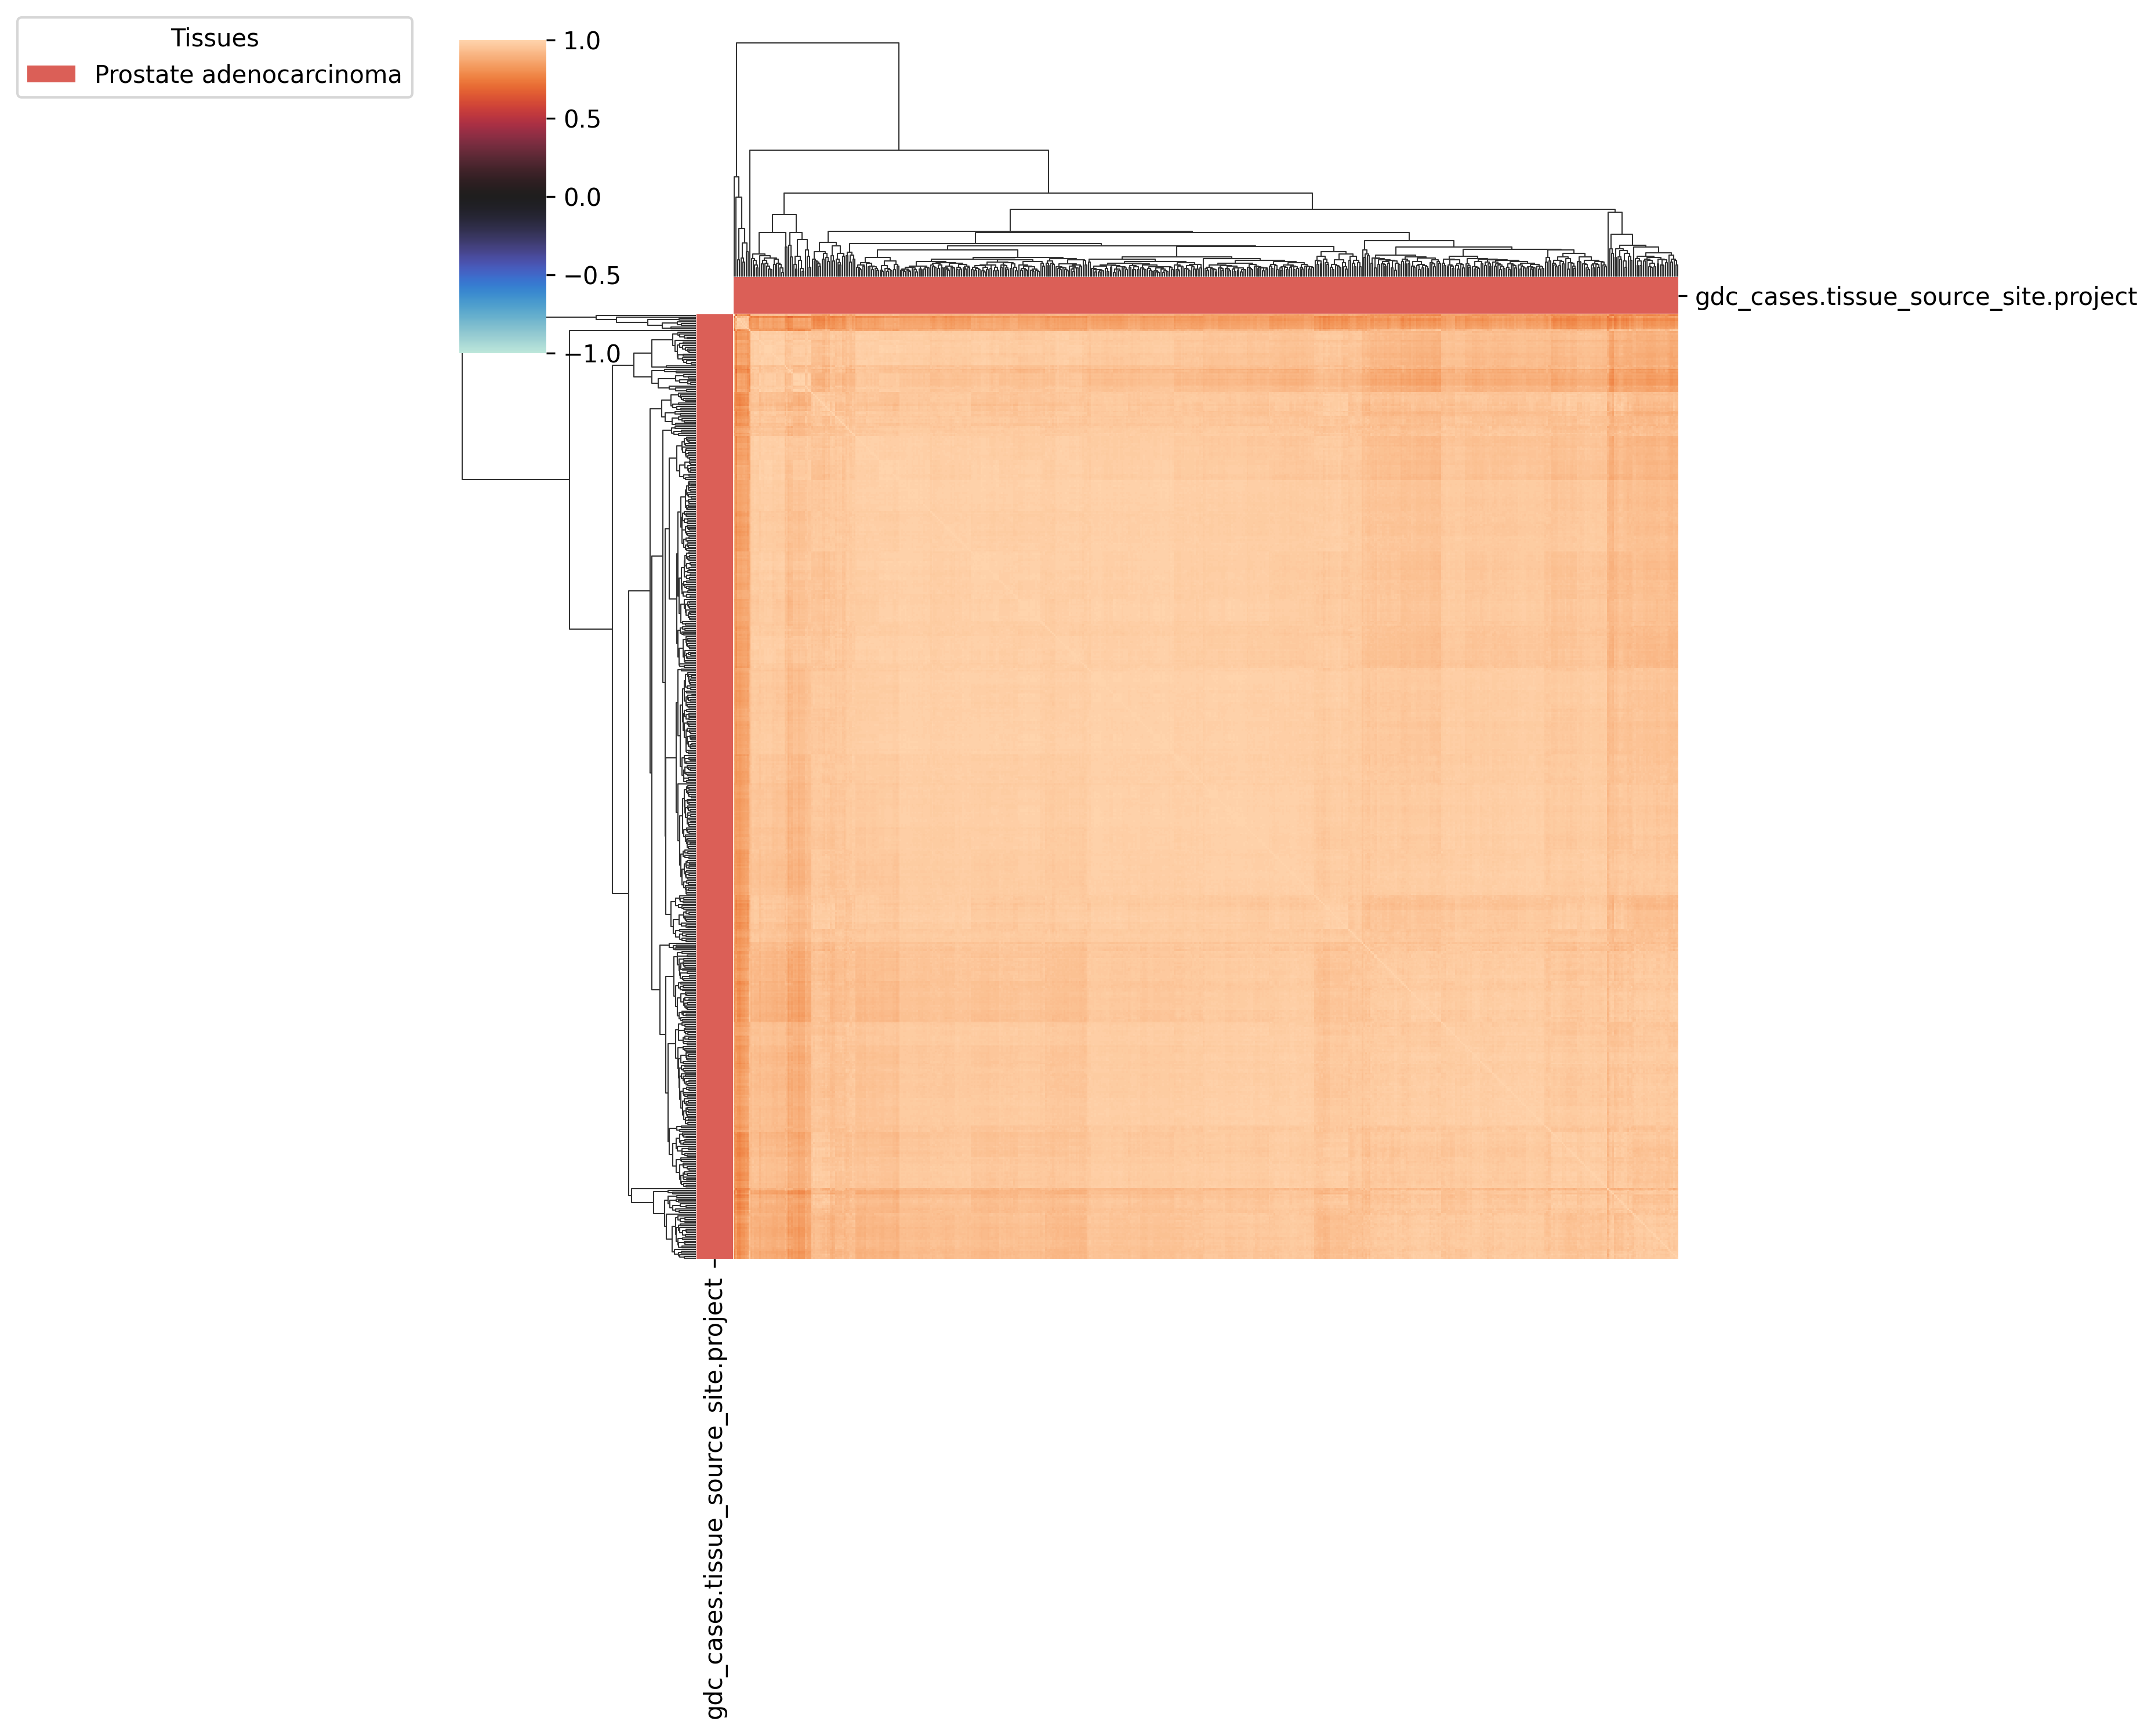 Tissues
Prostate adenocarcinoma
1.0
0.5
0.0
−0.5
−1.0
gdc_cases.tissue_source_site.project
gdc_cases.tissue_source_site.project